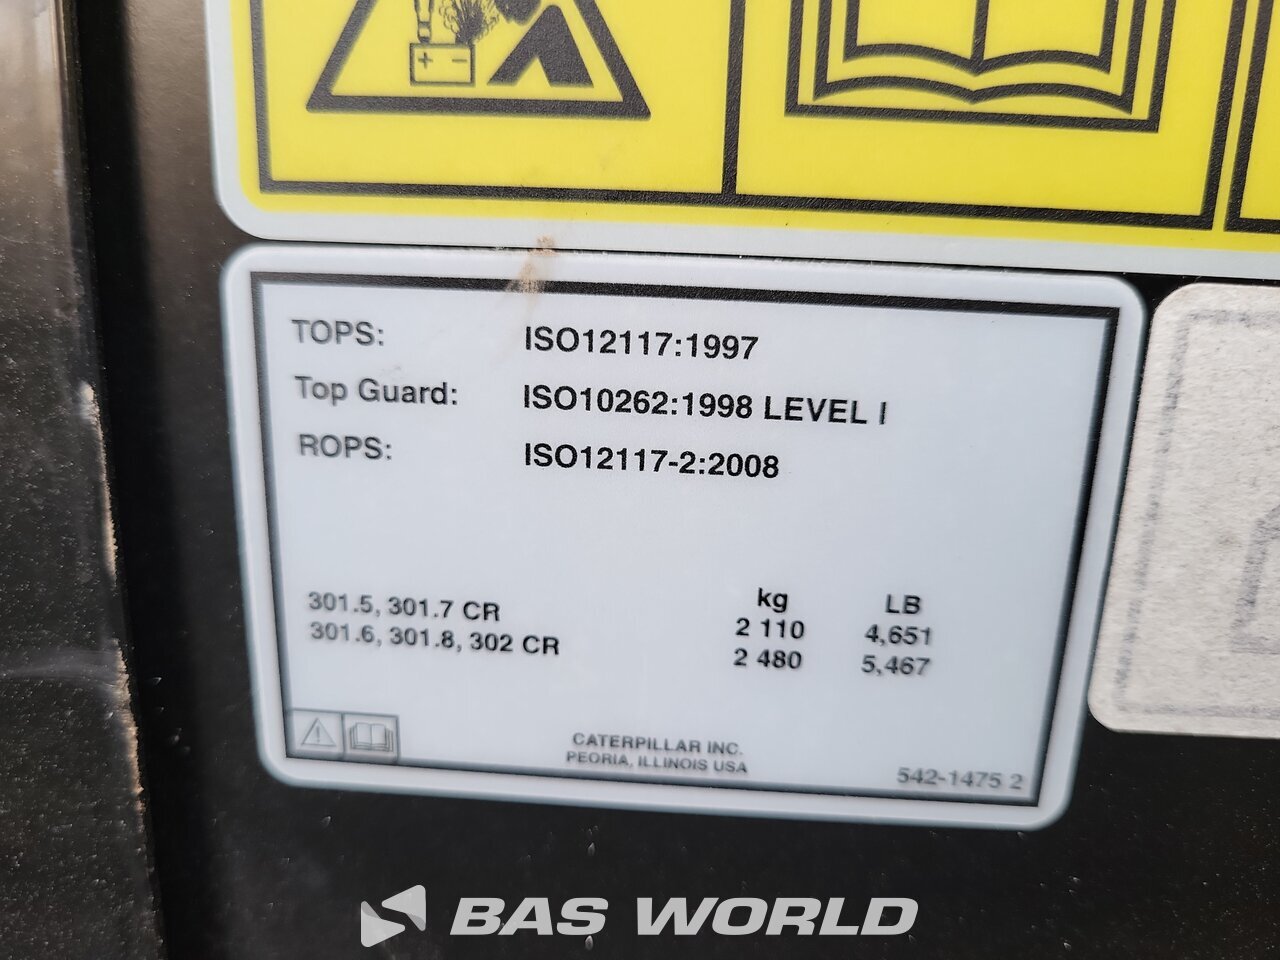 TOPS: ISO12117:1997
Top Guard: ISO10262:1998 LEVEL I
ROPS: ISO12117-2:2008
kg LB
301.5, 301.7 CR 2 110 4,651
301.6, 301.8, 302 CR 2 480 5,467
CATERPILLAR INC.
PEORIA, ILLINOIS USA
542-1475 2
BAS WORLD